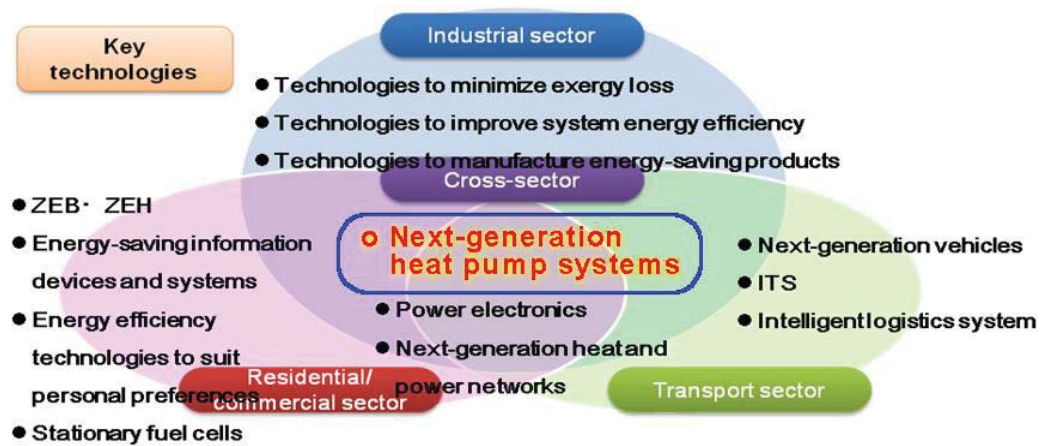 Key
technologies
Industrial sector
● Technologies to minimize exergy loss
● Technologies to improve system energy efficiency
● Technologies to manufacture energy-saving products
Cross-sector
○ Next-generation
heat pump systems
● Power electronics
● Next-generation heat and
power networks
● ZEB・ ZEH
● Energy-saving information
devices and systems
● Energy efficiency
technologies to suit
personal preferences
● Stationary fuel cells
Residential/
commercial sector
● Next-generation vehicles
● ITS
● Intelligent logistics system
Transport sector